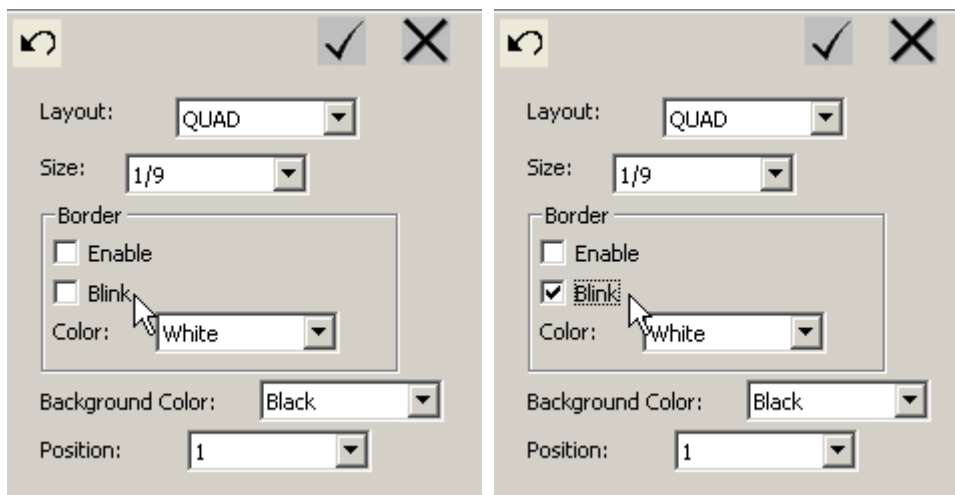 Layout: QUAD
Size: 1/9
Border
Enable
Blink
Color: White
Background Color: Black
Position: 1
Layout: QUAD
Size: 1/9
Border
Enable
Blink
Color: White
Background Color: Black
Position: 1